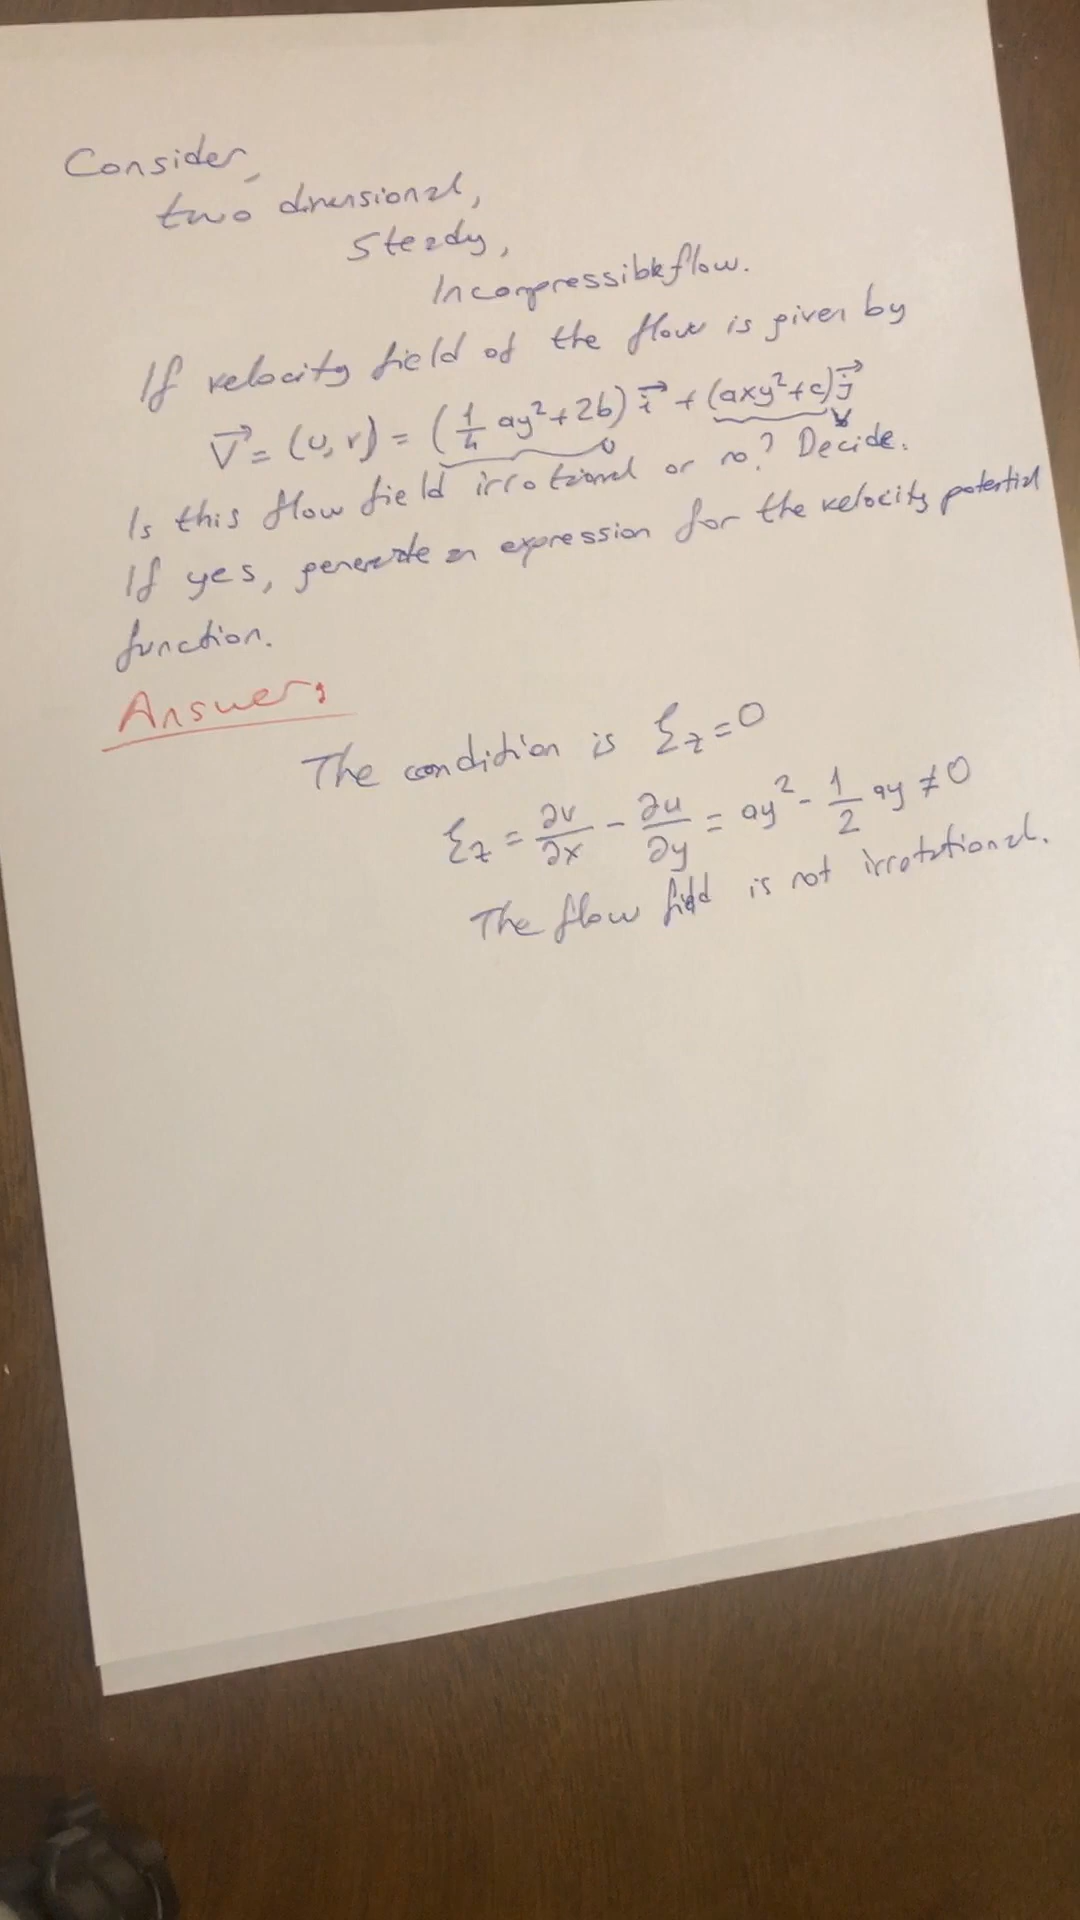 Consider,
two dimensional,
Steady,
Incompressible flow.
If velocity field of the flow is given by
V⃗ = (u, v) = (1/4 ay² + 2b) i⃗ + (axy² + c) j⃗
u v
Is this flow field irrotational or no? Decide.
If yes, generate an expression for the velocity potential
function.
Answer,
The condition is ξz = 0
ξz = ∂v/∂x - ∂u/∂y = ay² - 1/2 ay ≠ 0
The flow field is not irrotational.